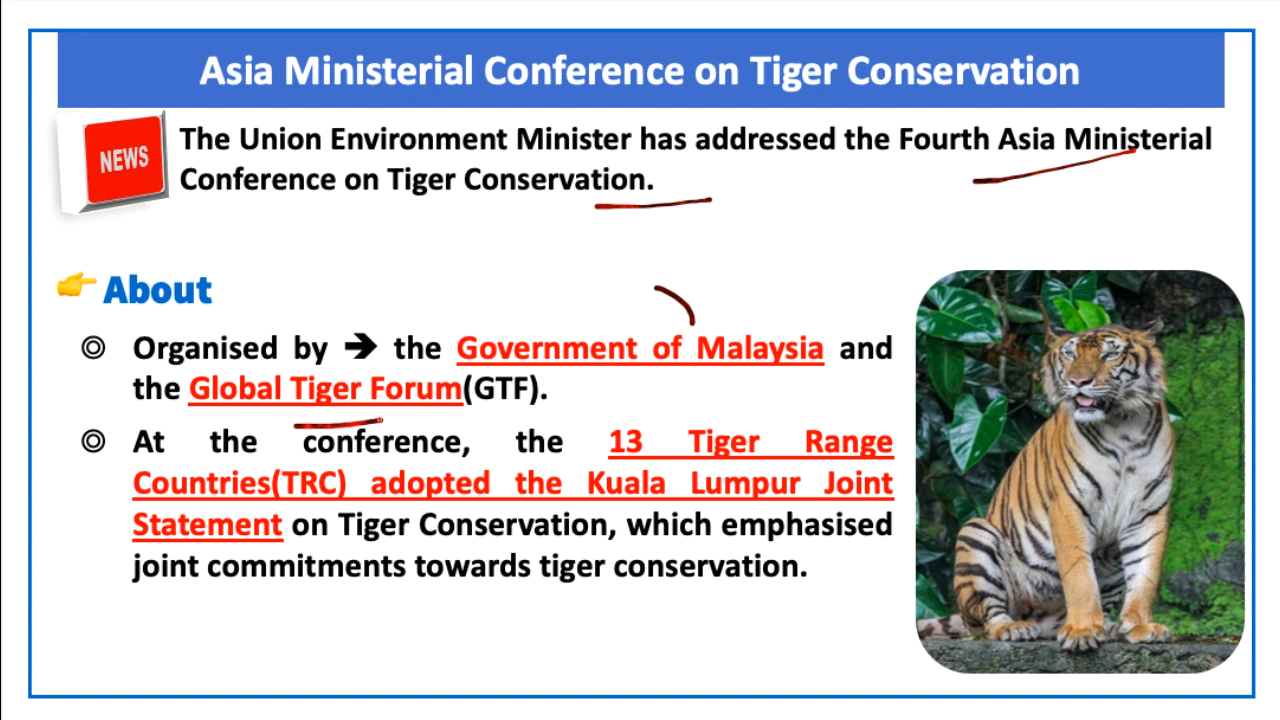 Asia Ministerial Conference on Tiger Conservation
NEWS
The Union Environment Minister has addressed the Fourth Asia Ministerial
Conference on Tiger Conservation.
About
◎ Organised by ➔ the Government of Malaysia and
the Global Tiger Forum(GTF).
◎ At the conference, the 13 Tiger Range
Countries(TRC) adopted the Kuala Lumpur Joint
Statement on Tiger Conservation, which emphasised
joint commitments towards tiger conservation.